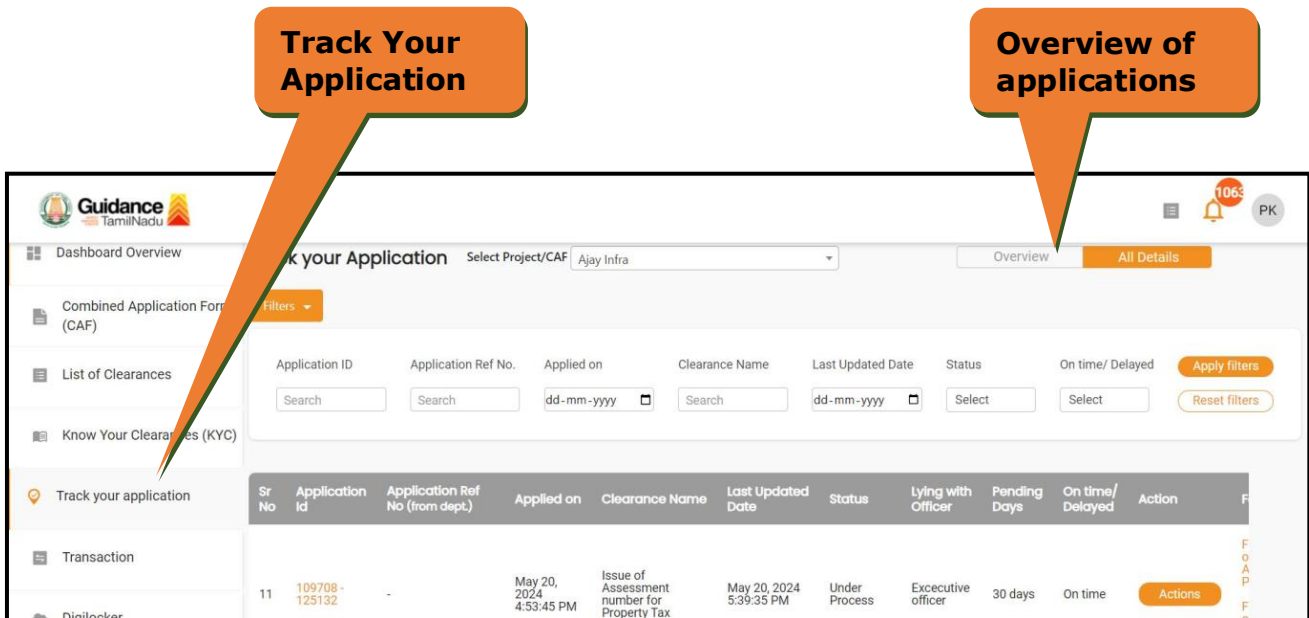 Track Your
Application
Overview of
applications
Guidance
TamilNadu
1063
PK
Dashboard Overview
k your Application
Select Project/CAF
Ajay Infra
Overview
All Details
Combined Application For
(CAF)
Filters
List of Clearances
Application ID
Application Ref No.
Applied on
Clearance Name
Last Updated Date
Status
On time/ Delayed
Apply filters
Search
Search
dd-mm-yyyy
Search
dd-mm-yyyy
Select
Select
Reset filters
Know Your Clearances (KYC)
Track your application
Sr
No
Application
Id
Application Ref
No (from dept.)
Applied on
Clearance Name
Last Updated
Date
Status
Lying with
Officer
Pending
Days
On time/
Delayed
Action
Transaction
11
109708 -
125132
-
May 20,
2024
4:53:45 PM
Issue of
Assessment
number for
Property Tax
May 20, 2024
5:39:35 PM
Under
Process
Excecutive
officer
30 days
On time
Actions
F
o
A
P
F
Digilocker